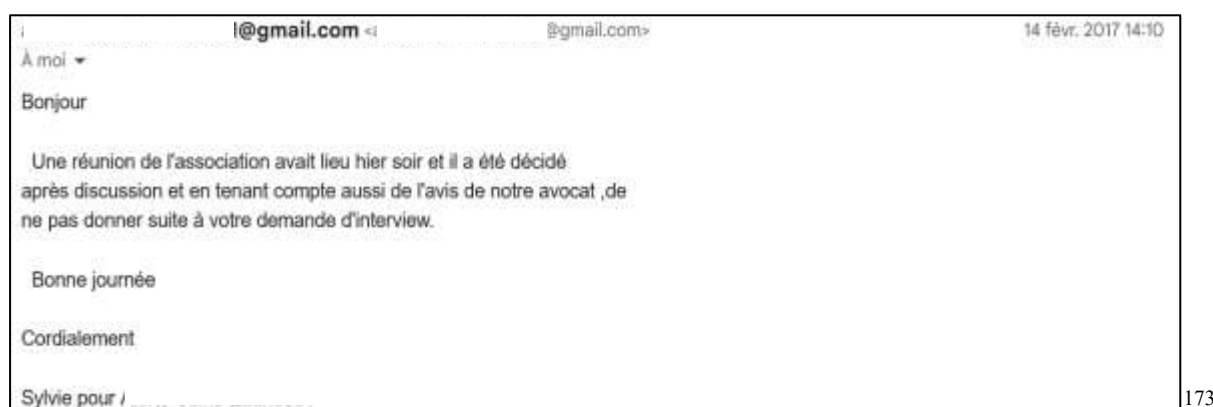 @gmail.com < @gmail.com> 14 févr. 2017 14:10
À moi
Bonjour
Une réunion de l'association avait lieu hier soir et il a été décidé
après discussion et en tenant compte aussi de l'avis de notre avocat ,de
ne pas donner suite à votre demande d'interview.
Bonne journée
Cordialement
Sylvie pour
173